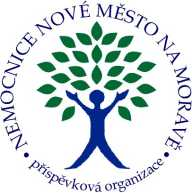 NEMOCNICE NOVÉ MĚSTO NA MORAVĚ
• příspěvková organizace •